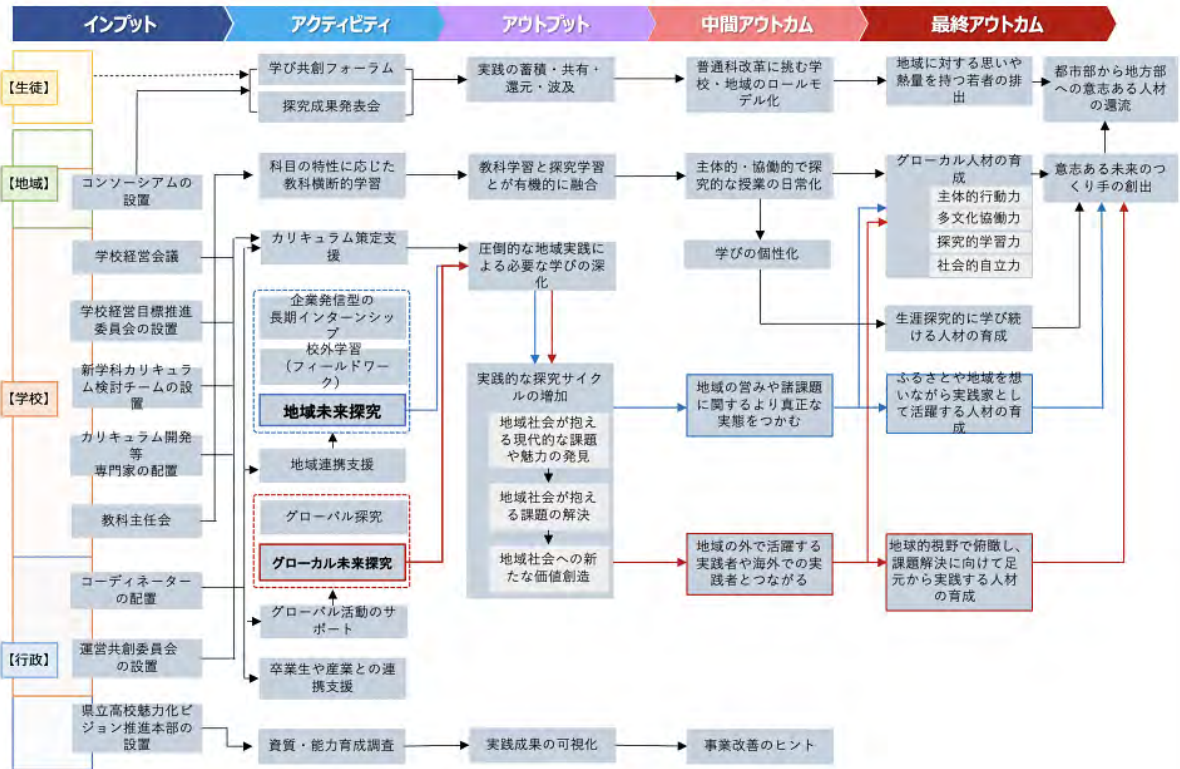 インプット
アクティビティ
アウトプット
中間アウトカム
最終アウトカム
【生徒】
【地域】
【学校】
【行政】
コンソーシアムの
設置
学校経営会議
学校経営目標推進
委員会の設置
新学科カリキュラ
ム検討チームの設
置
カリキュラム開発
等
専門家の配置
教科主任会
コーディネーター
の配置
運営共創委員会
の設置
県立高校魅力化ビ
ジョン推進本部の
設置
学び共創フォーラム
探究成果発表会
科目の特性に応じた
教科横断的学習
カリキュラム策定支
援
企業発信型の
長期インターンシッ
プ
校外学習
（フィールドワー
ク）
地域未来探究
地域連携支援
グローバル探究
グローカル未来探究
グローバル活動のサ
ポート
卒業生や産業との連
携支援
資質・能力育成調査
実践の蓄積・共有・
還元・波及
教科学習と探究学習
とが有機的に融合
圧倒的な地域実践に
よる必要な学びの深
化
実践的な探究サイク
ルの増加
地域社会が抱え
る現代的な課題
や魅力の発見
地域社会が抱え
る課題の解決
地域社会への新
たな価値創造
実践成果の可視化
普通科改革に挑む学
校・地域のロールモ
デル化
主体的・協働的で探
究的な授業の日常化
学びの個性化
地域の営みや諸課題
に関するより真正な
実態をつかむ
地域の外で活躍する
実践者や海外での実
践者とつながる
事業改善のヒント
地域に対する思いや
熱量を持つ若者の排
出
グローカル人材の育
成
主体的行動力
多文化協働力
探究的学習力
社会的自立力
生涯探究的に学び続
ける人材の育成
ふるさとや地域を想
いながら実践家とし
て活躍する人材の育
成
地球的視野で俯瞰し、
課題解決に向けて足
元から実践する人材
の育成
都市部から地方部
への意志ある人材
の還流
意志ある未来のつ
くり手の創出